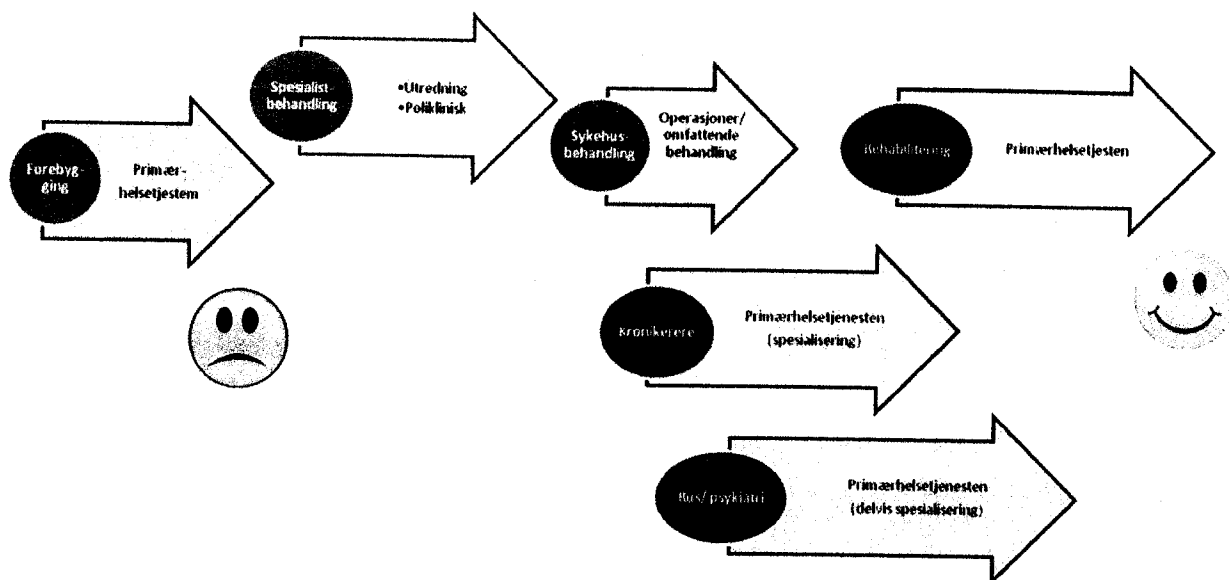 Forebyg-
ging
Primær-
helsetjestem
Spesialist-
behandling
•Utredning
•Poliklinisk
Sykehus-
behandling
Operasjoner/
omfattende
behandling
Rehabilitering
Primærhelsetjesten
Kronikerere
Primærhelsetjenesten
(spesialisering)
Rus/ psykiatri
Primærhelsetjenesten
(delvis spesialisering)